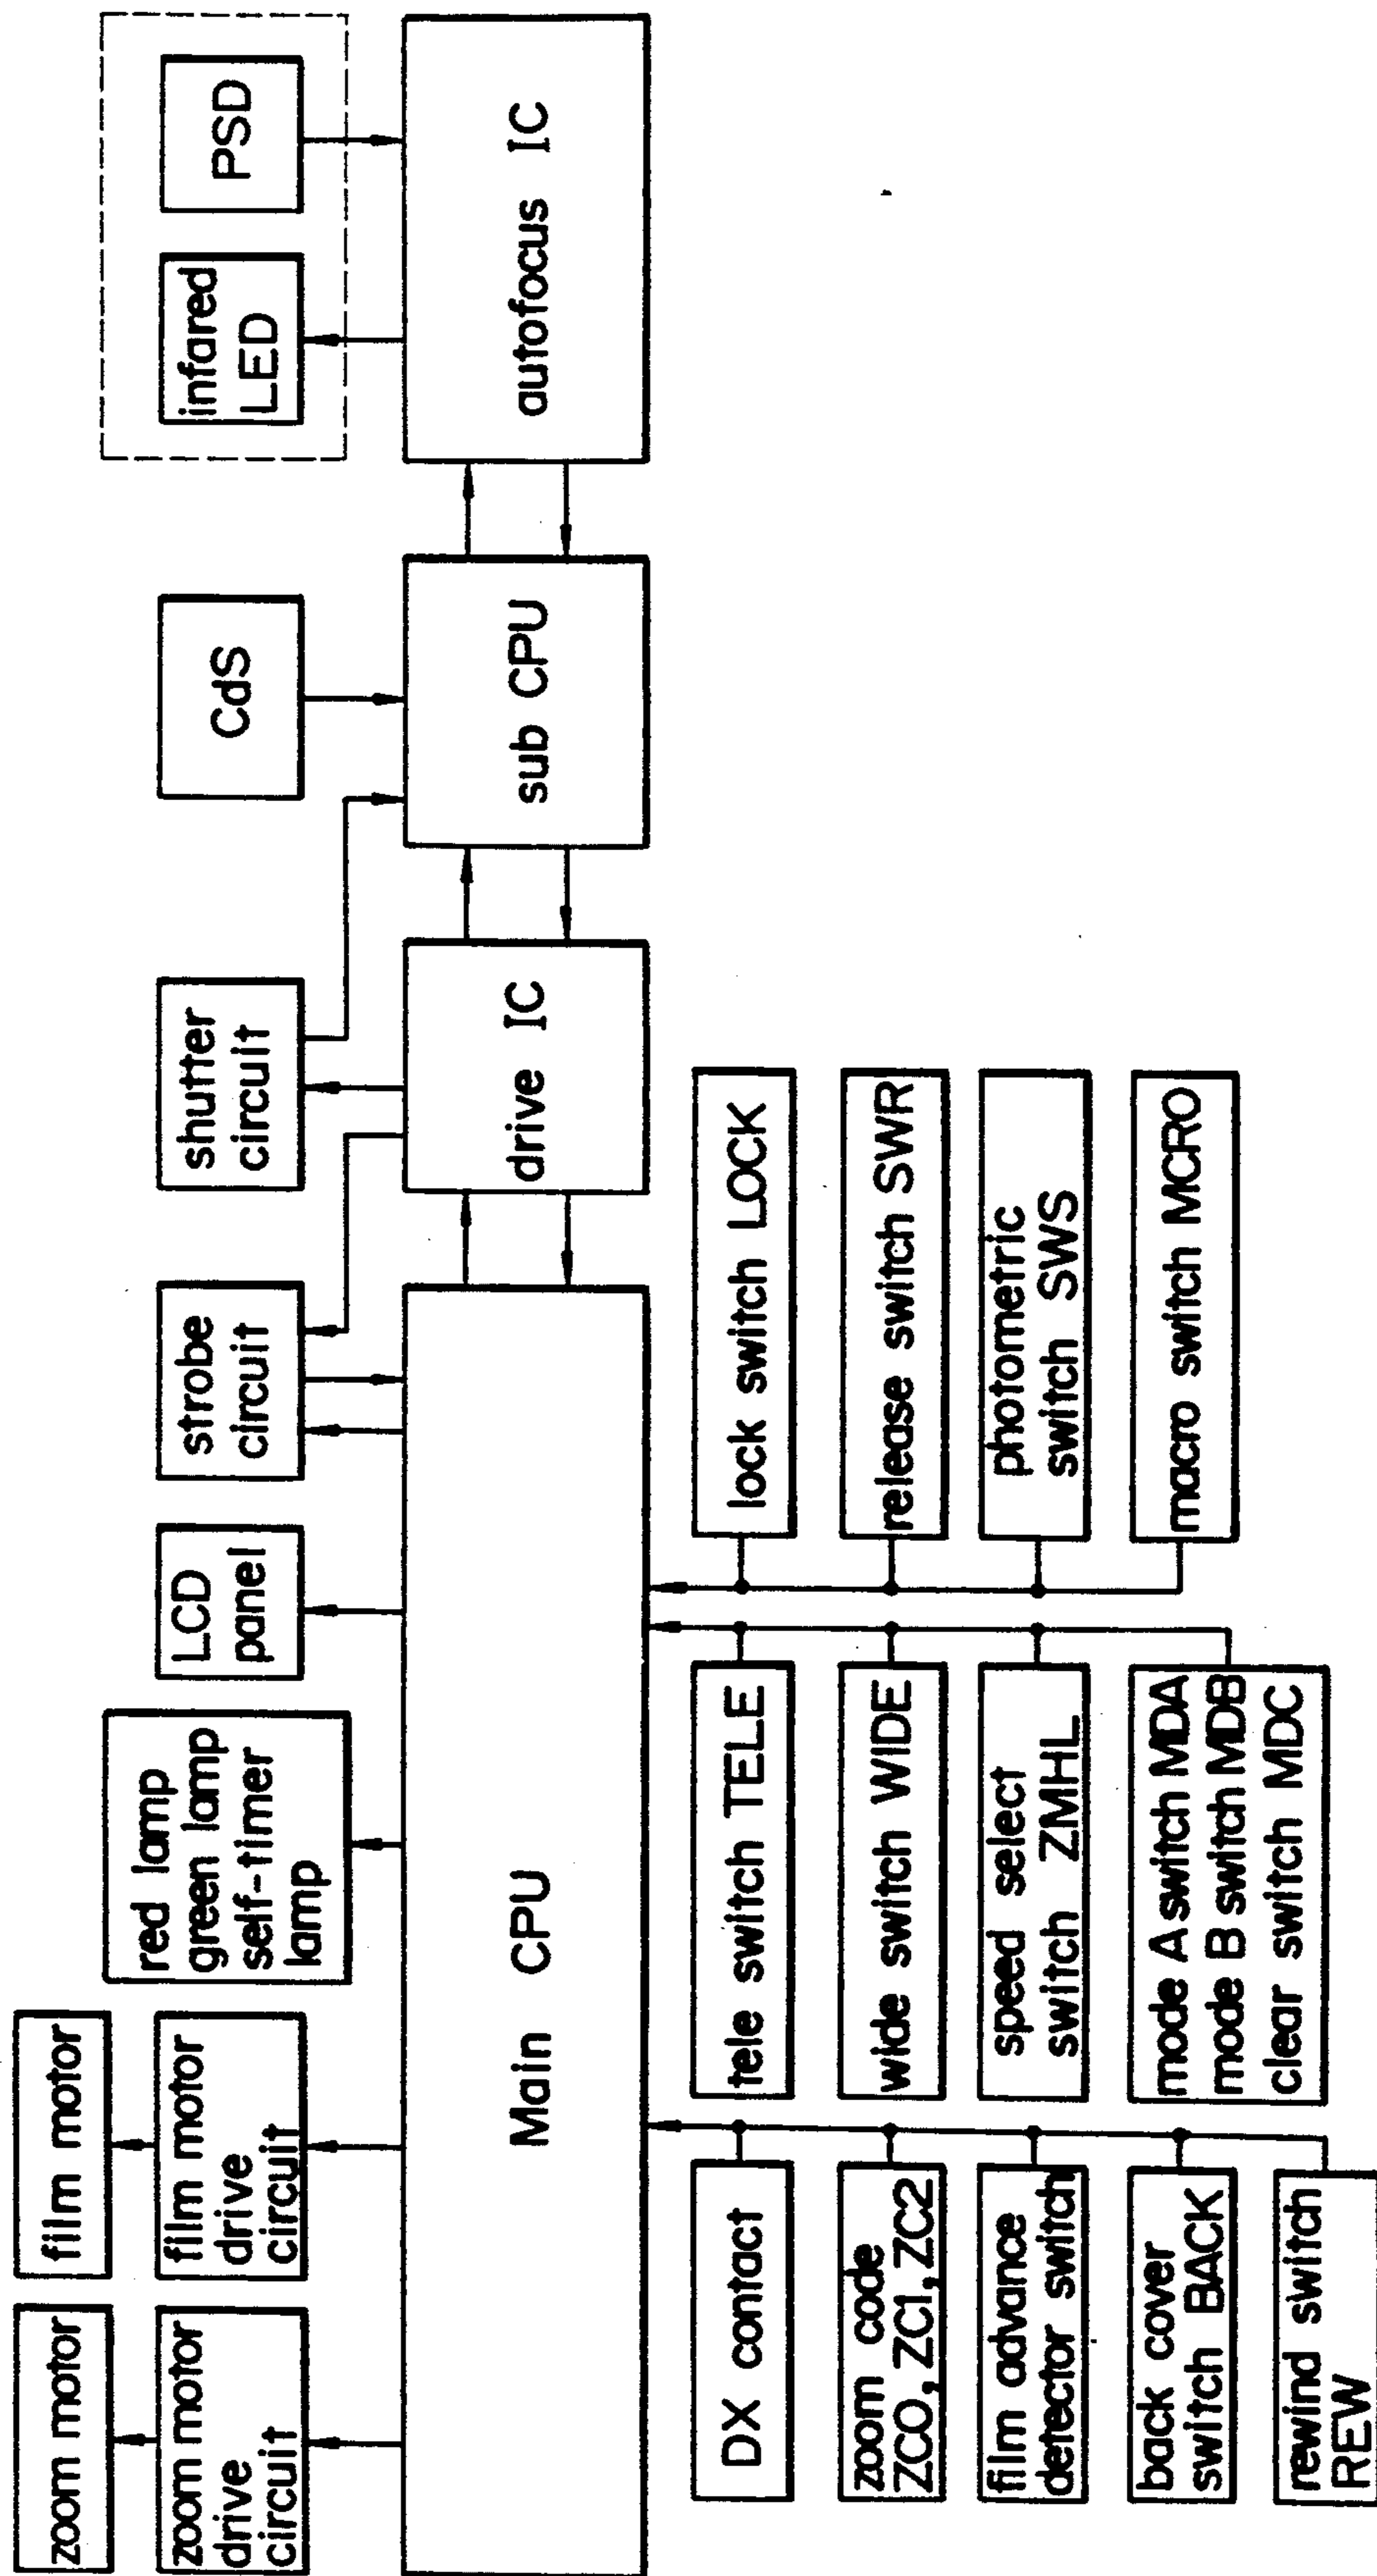 zoom motor
film motor
zoom motor
drive
circuit
film motor
drive
circuit
red lamp
green lamp
self-timer
lamp
LCD
panel
strobe
circuit
shutter
circuit
CdS
infared
LED
PSD
Main CPU
drive IC
sub CPU
autofocus IC
DX contact
zoom code
ZC0, ZC1, ZC2
film advance
detector switch
back cover
switch BACK
rewind switch
REW
tele switch TELE
wide switch WIDE
speed select
switch ZMHL
mode A switch MDA
mode B switch MDB
clear switch MDC
lock switch LOCK
release switch SWR
photometric
switch SWS
macro switch MCRO